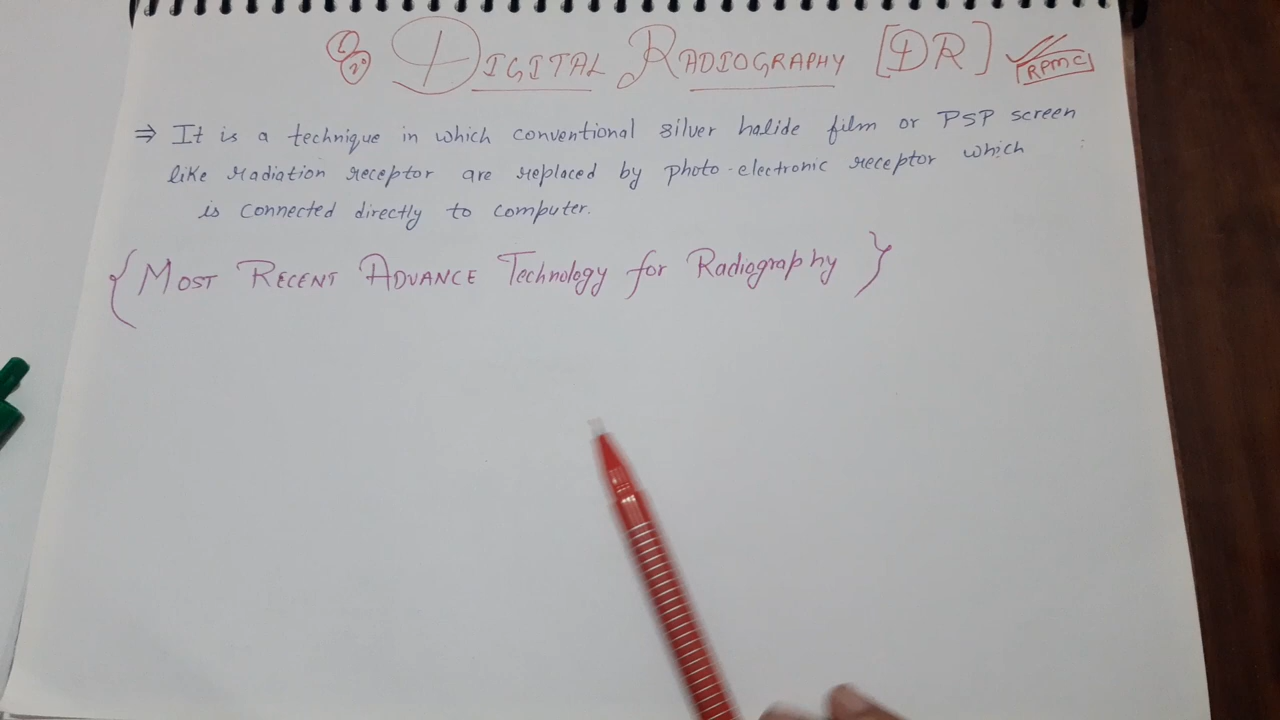 DIGITAL RADIOGRAPHY [DR] RPMC
⇒ It is a technique in which conventional silver halide film or PSP screen
like radiation receptor are replaced by photo-electronic receptor which
is connected directly to computer.
{ MOST RECENT ADVANCE Technology for Radiography }